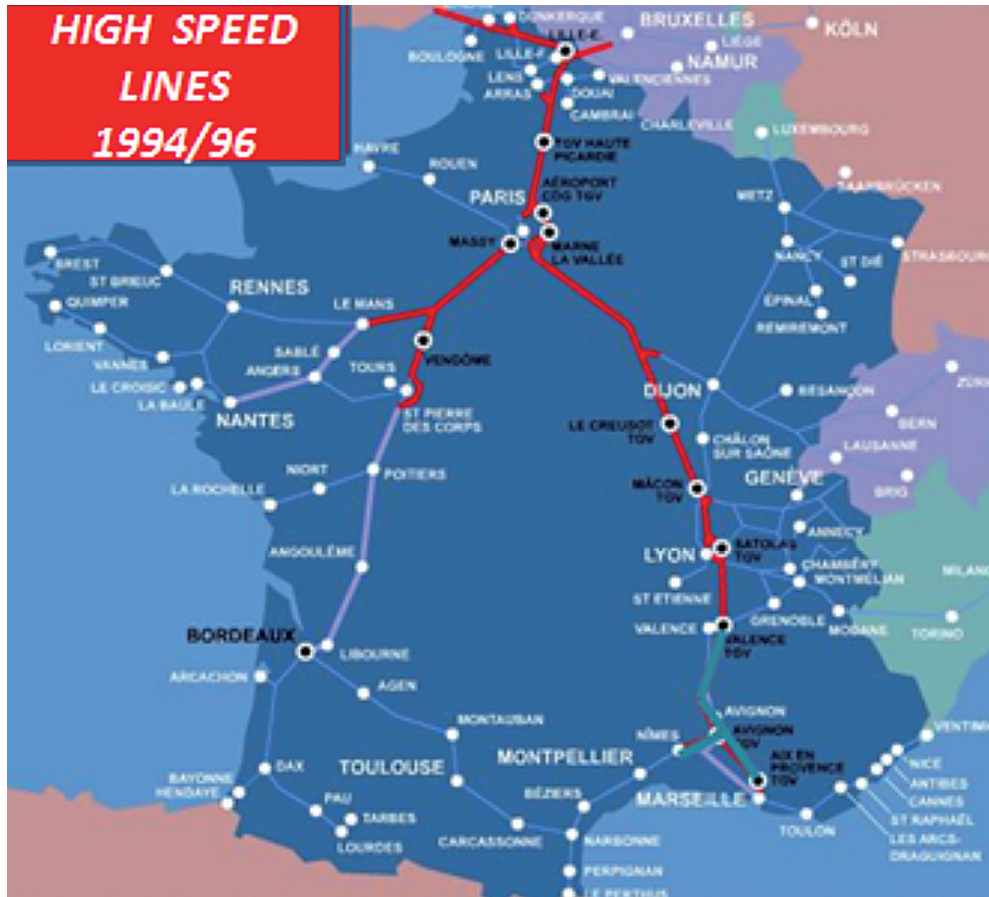 HIGH SPEED
LINES
1994/96
DUNKERQUE
BRUXELLES
KÖLN
LILLE-E.
BOULOGNE
LILLE-F
LIÈGE
NAMUR
LENS
VALENCIENNES
ARRAS
DOUAI
CAMBRAI
CHARLEVILLE
LUXEMBOURG
TGV HAUTE
PICARDIE
HAVRE
ROUEN
AÉROPORT
CDG TGV
SAARBRÜCKEN
PARIS
METZ
MASSY
MARNE
LA VALLÉE
NANCY
STRASBOURG
BREST
ST BRIEUC
ST DIÉ
QUIMPER
RENNES
LE MANS
ÉPINAL
REMIREMONT
LORIENT
VANNES
SABLÉ
VENDÔME
ANGERS
TOURS
LE CROISIC
LA BAULE
NANTES
ST PIERRE
DES CORPS
DIJON
BESANÇON
ZÜRI
BERN
LE CREUSOT
TGV
CHÂLON
SUR SAÔNE
LAUSANNE
NIORT
POITIERS
LA ROCHELLE
GENÈVE
BRIG
MÂCON
TGV
ANNECY
ANGOULÊME
LYON
SATOLAS
TGV
CHAMBÉRY
MONTMÉLIAN
MILANO
ST ETIENNE
GRENOBLE
MODANE
TORINO
BORDEAUX
VALENCE
VALENCE
TGV
LIBOURNE
ARCACHON
AGEN
MONTAUBAN
AVIGNON
AVIGNON
TGV
NÎMES
VENTIMI
MONTPELLIER
AIX EN
PROVENCE
TGV
DAX
TOULOUSE
NICE
BAYONNE
HENDAYE
BÉZIERS
MARSEILLE
ANTIBES
CANNES
PAU
TARBES
TOULON
ST RAPHAËL
LOURDES
CARCASSONNE
NARBONNE
LES ARCS-
DRAGUIGNAN
PERPIGNAN
LE PERTHUS